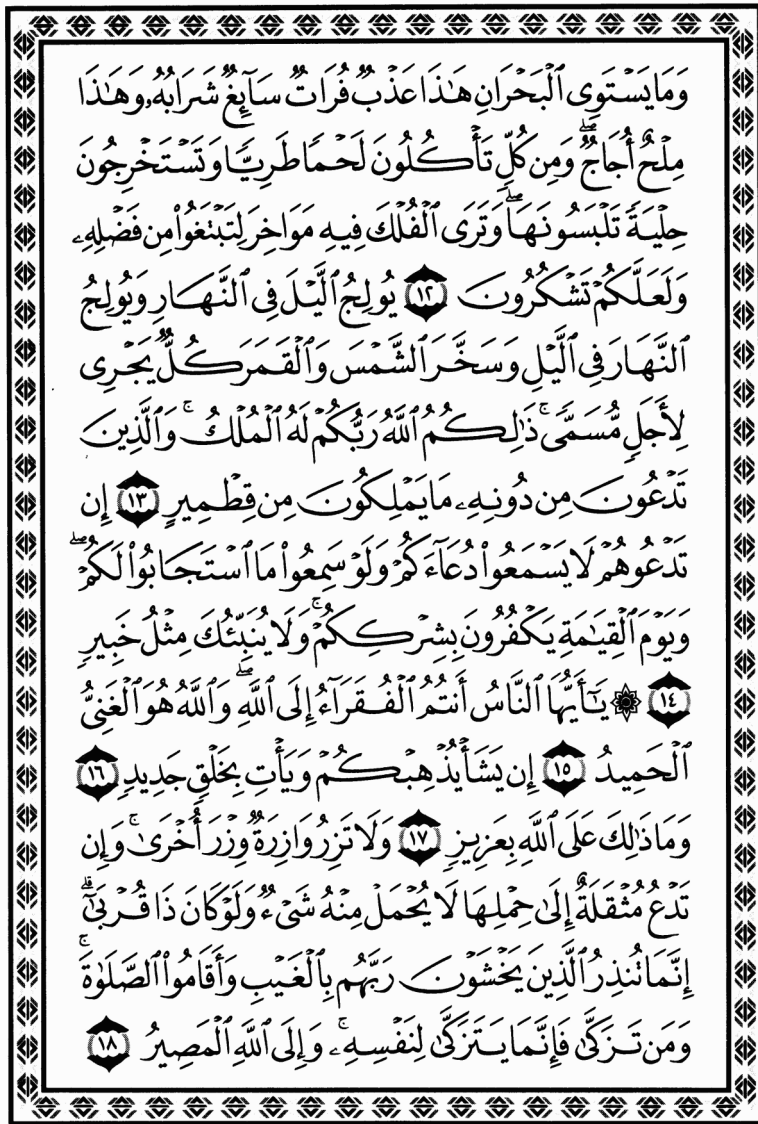 وَمَا يَسۡتَوِي ٱلۡبَحۡرَانِ هَٰذَا عَذۡبٞ فُرَاتٞ سَآئِغٞ شَرَابُهُۥ وَهَٰذَا
مِلۡحٌ أُجَاجٞۖ وَمِن كُلّٖ تَأۡكُلُونَ لَحۡمٗا طَرِيّٗا وَتَسۡتَخۡرِجُونَ
حِلۡيَةٗ تَلۡبَسُونَهَاۖ وَتَرَى ٱلۡفُلۡكَ فِيهِ مَوَاخِرَ لِتَبۡتَغُواْ مِن فَضۡلِهِۦ
وَلَعَلَّكُمۡ تَشۡكُرُونَ ١٢ يُولِجُ ٱلَّيۡلَ فِي ٱلنَّهَارِ وَيُولِجُ
ٱلنَّهَارَ فِي ٱلَّيۡلِ وَسَخَّرَ ٱلشَّمۡسَ وَٱلۡقَمَرَ كُلّٞ يَجۡرِي
لِأَجَلٖ مُّسَمّٗىۚ ذَٰلِكُمُ ٱللَّهُ رَبُّكُمۡ لَهُ ٱلۡمُلۡكُۚ وَٱلَّذِينَ
تَدۡعُونَ مِن دُونِهِۦ مَا يَمۡلِكُونَ مِن قِطۡمِيرٍ ١٣ إِن
تَدۡعُوهُمۡ لَا يَسۡمَعُواْ دُعَآءَكُمۡ وَلَوۡ سَمِعُواْ مَا ٱسۡتَجَابُواْ لَكُمۡۖ
وَيَوۡمَ ٱلۡقِيَٰمَةِ يَكۡفُرُونَ بِشِرۡكِكُمۡۚ وَلَا يُنَبِّئُكَ مِثۡلُ خَبِيرٖ
١٤ ۞ يَٰٓأَيُّهَا ٱلنَّاسُ أَنتُمُ ٱلۡفُقَرَآءُ إِلَى ٱللَّهِۖ وَٱللَّهُ هُوَ ٱلۡغَنِيُّ
ٱلۡحَمِيدُ ١٥ إِن يَشَأۡ يُذۡهِبۡكُمۡ وَيَأۡتِ بِخَلۡقٖ جَدِيدٖ ١٦
وَمَا ذَٰلِكَ عَلَى ٱللَّهِ بِعَزِيزٖ ١٧ وَلَا تَزِرُ وَازِرَةٞ وِزۡرَ أُخۡرَىٰۚ وَإِن
تَدۡعُ مُثۡقَلَةٌ إِلَىٰ حِمۡلِهَا لَا يُحۡمَلۡ مِنۡهُ شَيۡءٞ وَلَوۡ كَانَ ذَا قُرۡبَىٰٓۗ
إِنَّمَا تُنذِرُ ٱلَّذِينَ يَخۡشَوۡنَ رَبَّهُم بِٱلۡغَيۡبِ وَأَقَامُواْ ٱلصَّلَوٰةَۚ
وَمَن تَزَكَّىٰ فَإِنَّمَا يَتَزَكَّىٰ لِنَفۡسِهِۦۚ وَإِلَى ٱللَّهِ ٱلۡمَصِيرُ ١٨